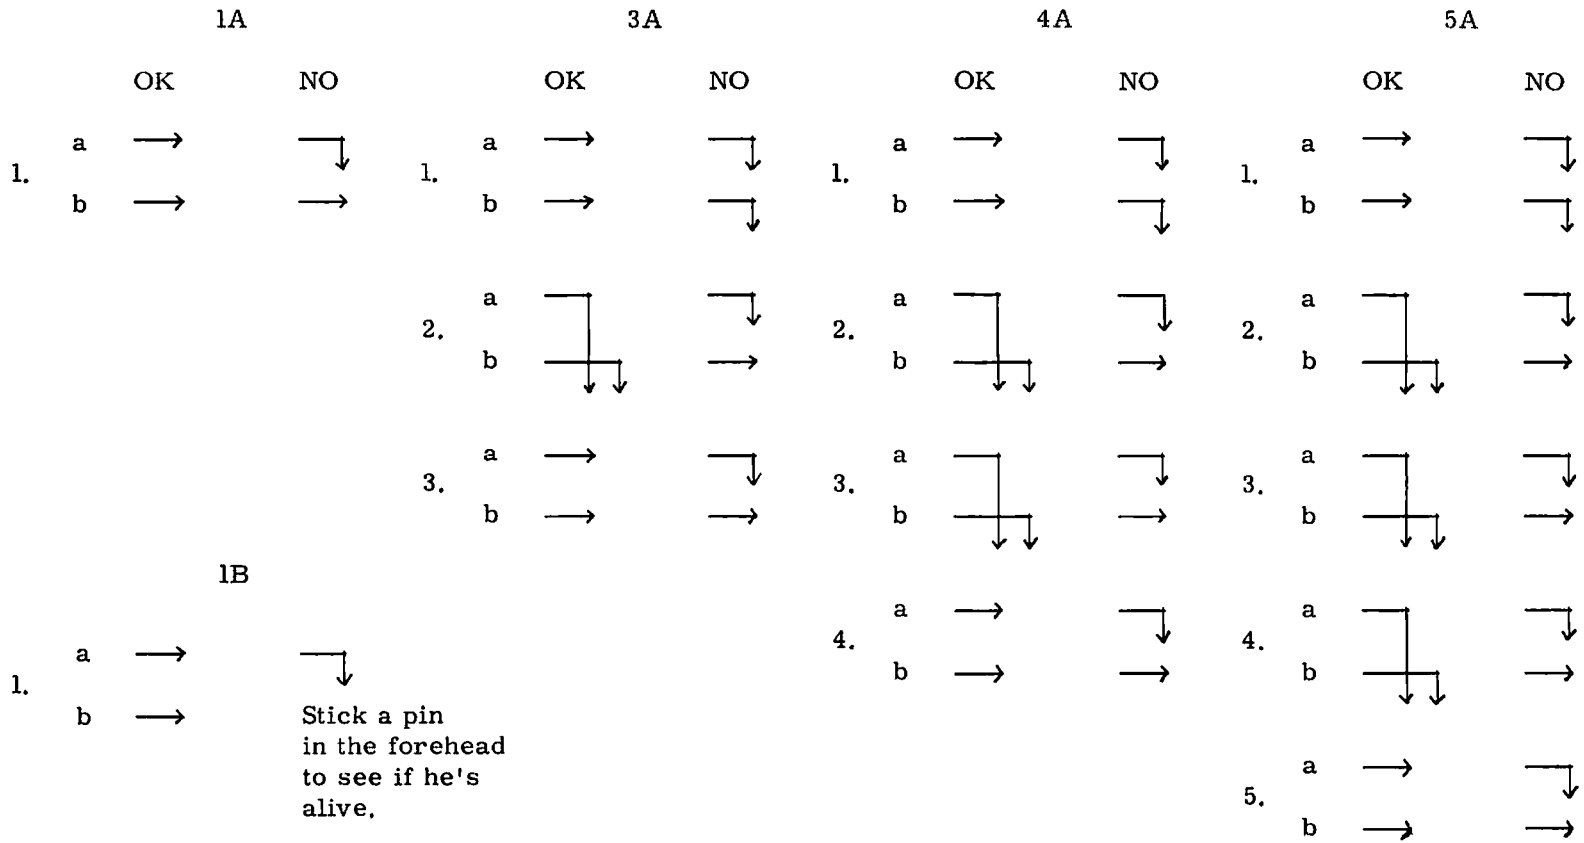 1A 3A 4A 5A
OK NO OK NO OK NO OK NO
a a a a
1. 1. 1. 1.
b b b b
a a a
2. 2. 2.
b b b
a a a
3. 3. 3.
b b b
1B
a a
4. 4.
b b
a
1.
b Stick a pin
in the forehead
to see if he's
alive.
a
5.
b